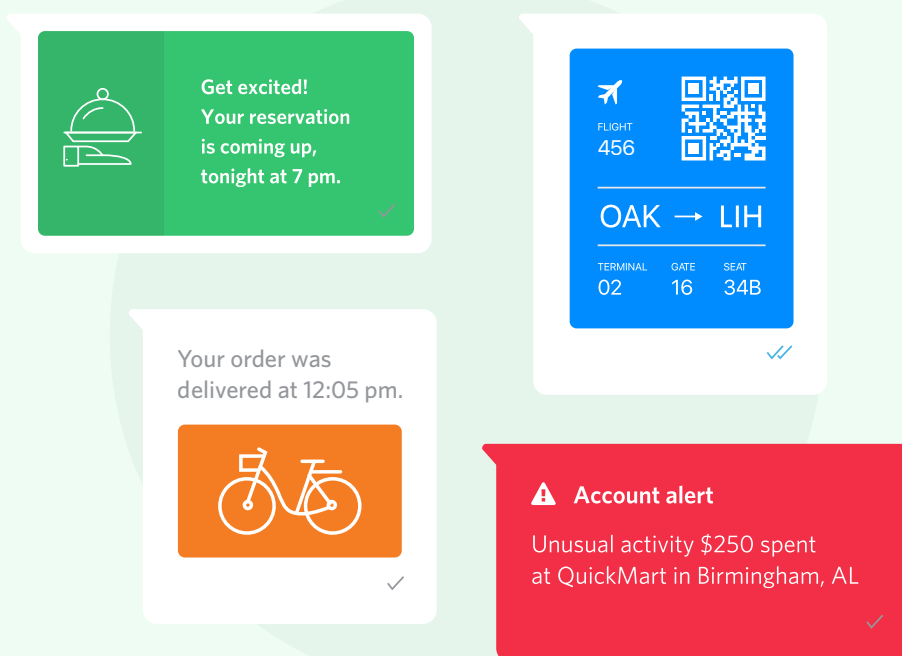 Get excited!
Your reservation
is coming up,
tonight at 7 pm.
FLIGHT
456
OAK → LIH
TERMINAL GATE SEAT
02 16 34B
Your order was
delivered at 12:05 pm.
Account alert
Unusual activity $250 spent
at QuickMart in Birmingham, AL